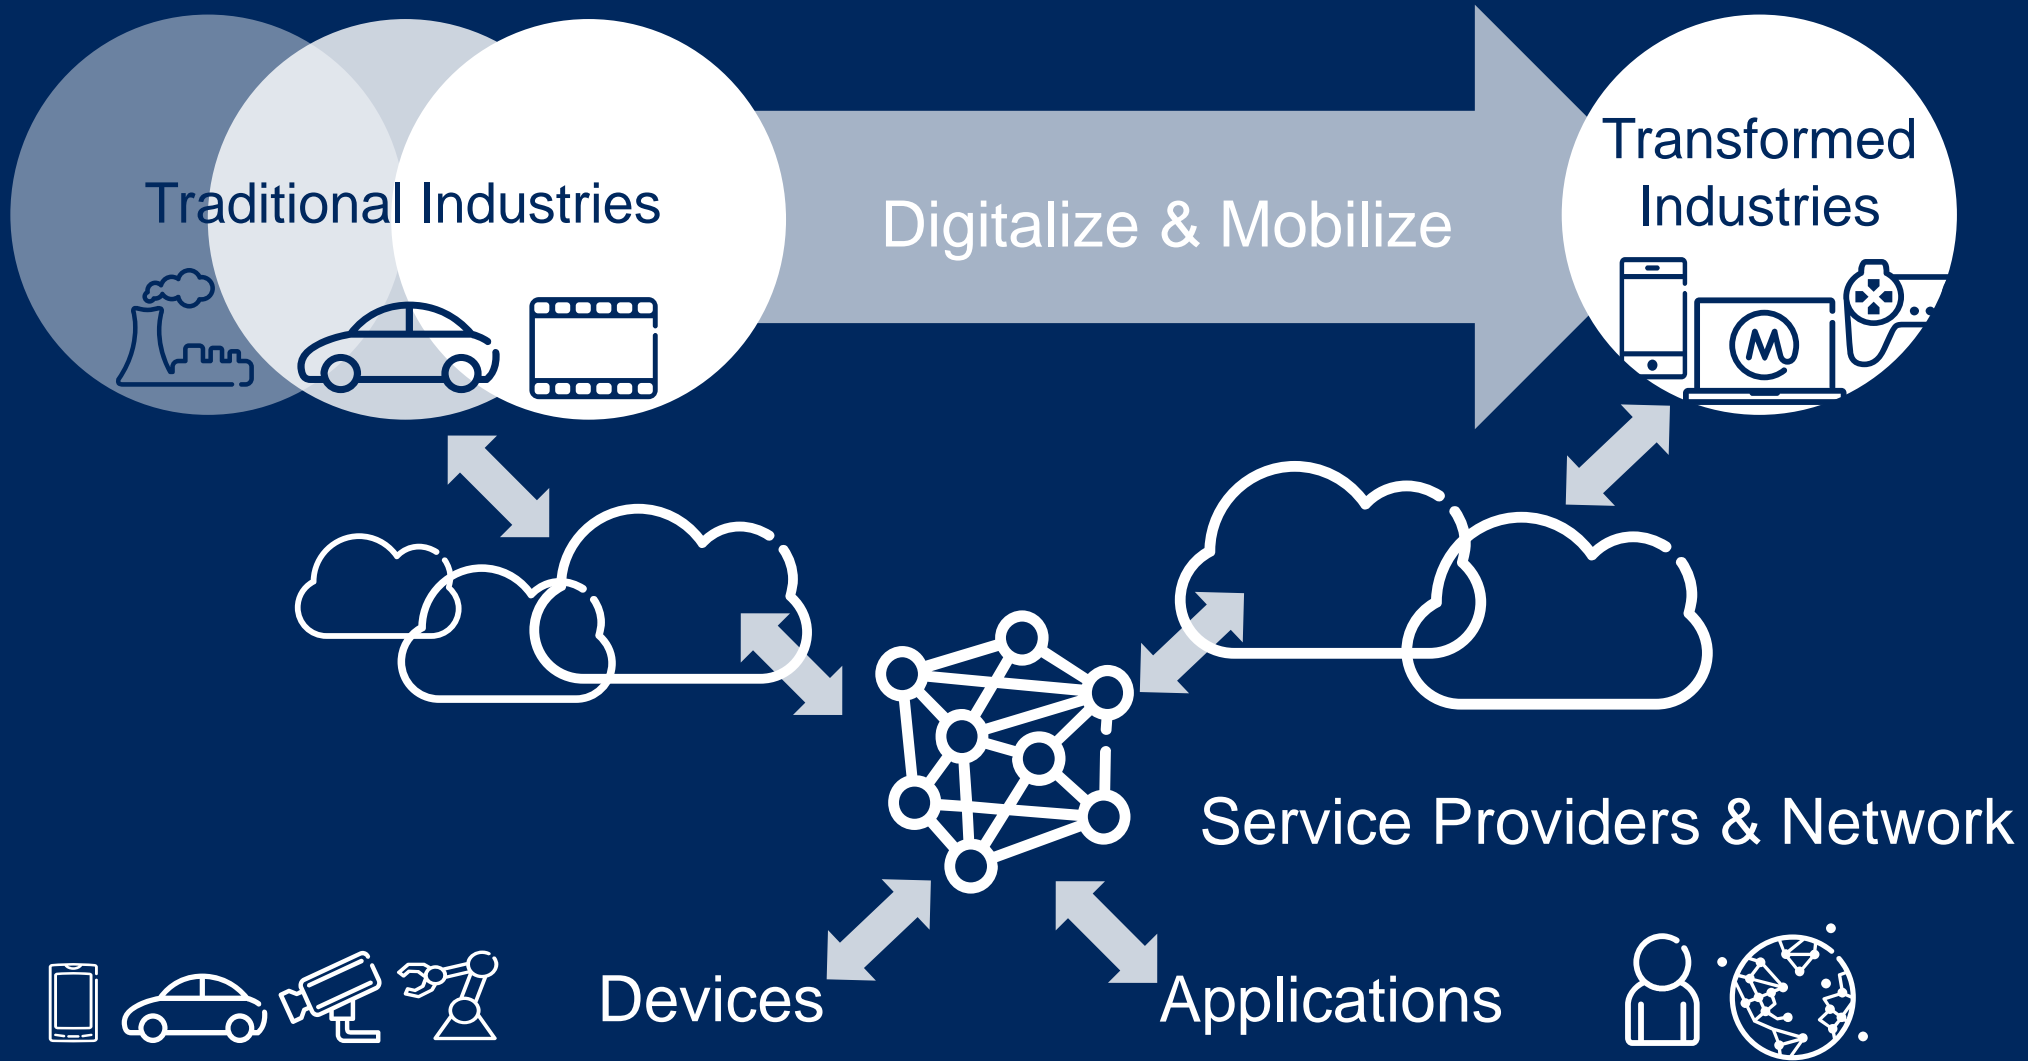 Traditional Industries
Digitalize & Mobilize
Transformed
Industries
M
Service Providers & Network
Devices
Applications